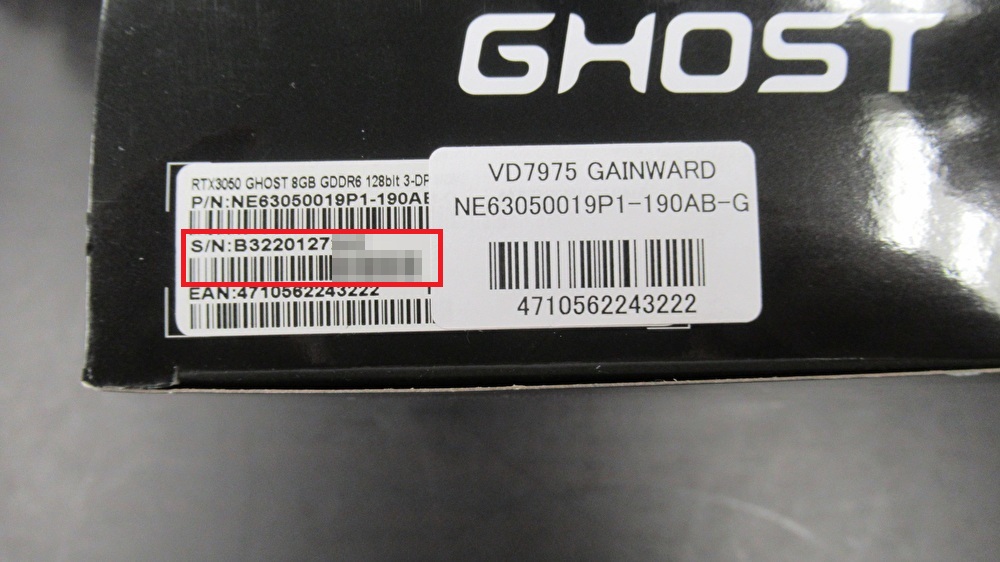 GHOST
RTX3050 GHOST 8GB GDDR6 128bit 3-DP
P/N:NE63050019P1-190AB
S/N:B3220127
EAN:4710562243222
VD7975 GAINWARD
NE63050019P1-190AB-G
4710562243222